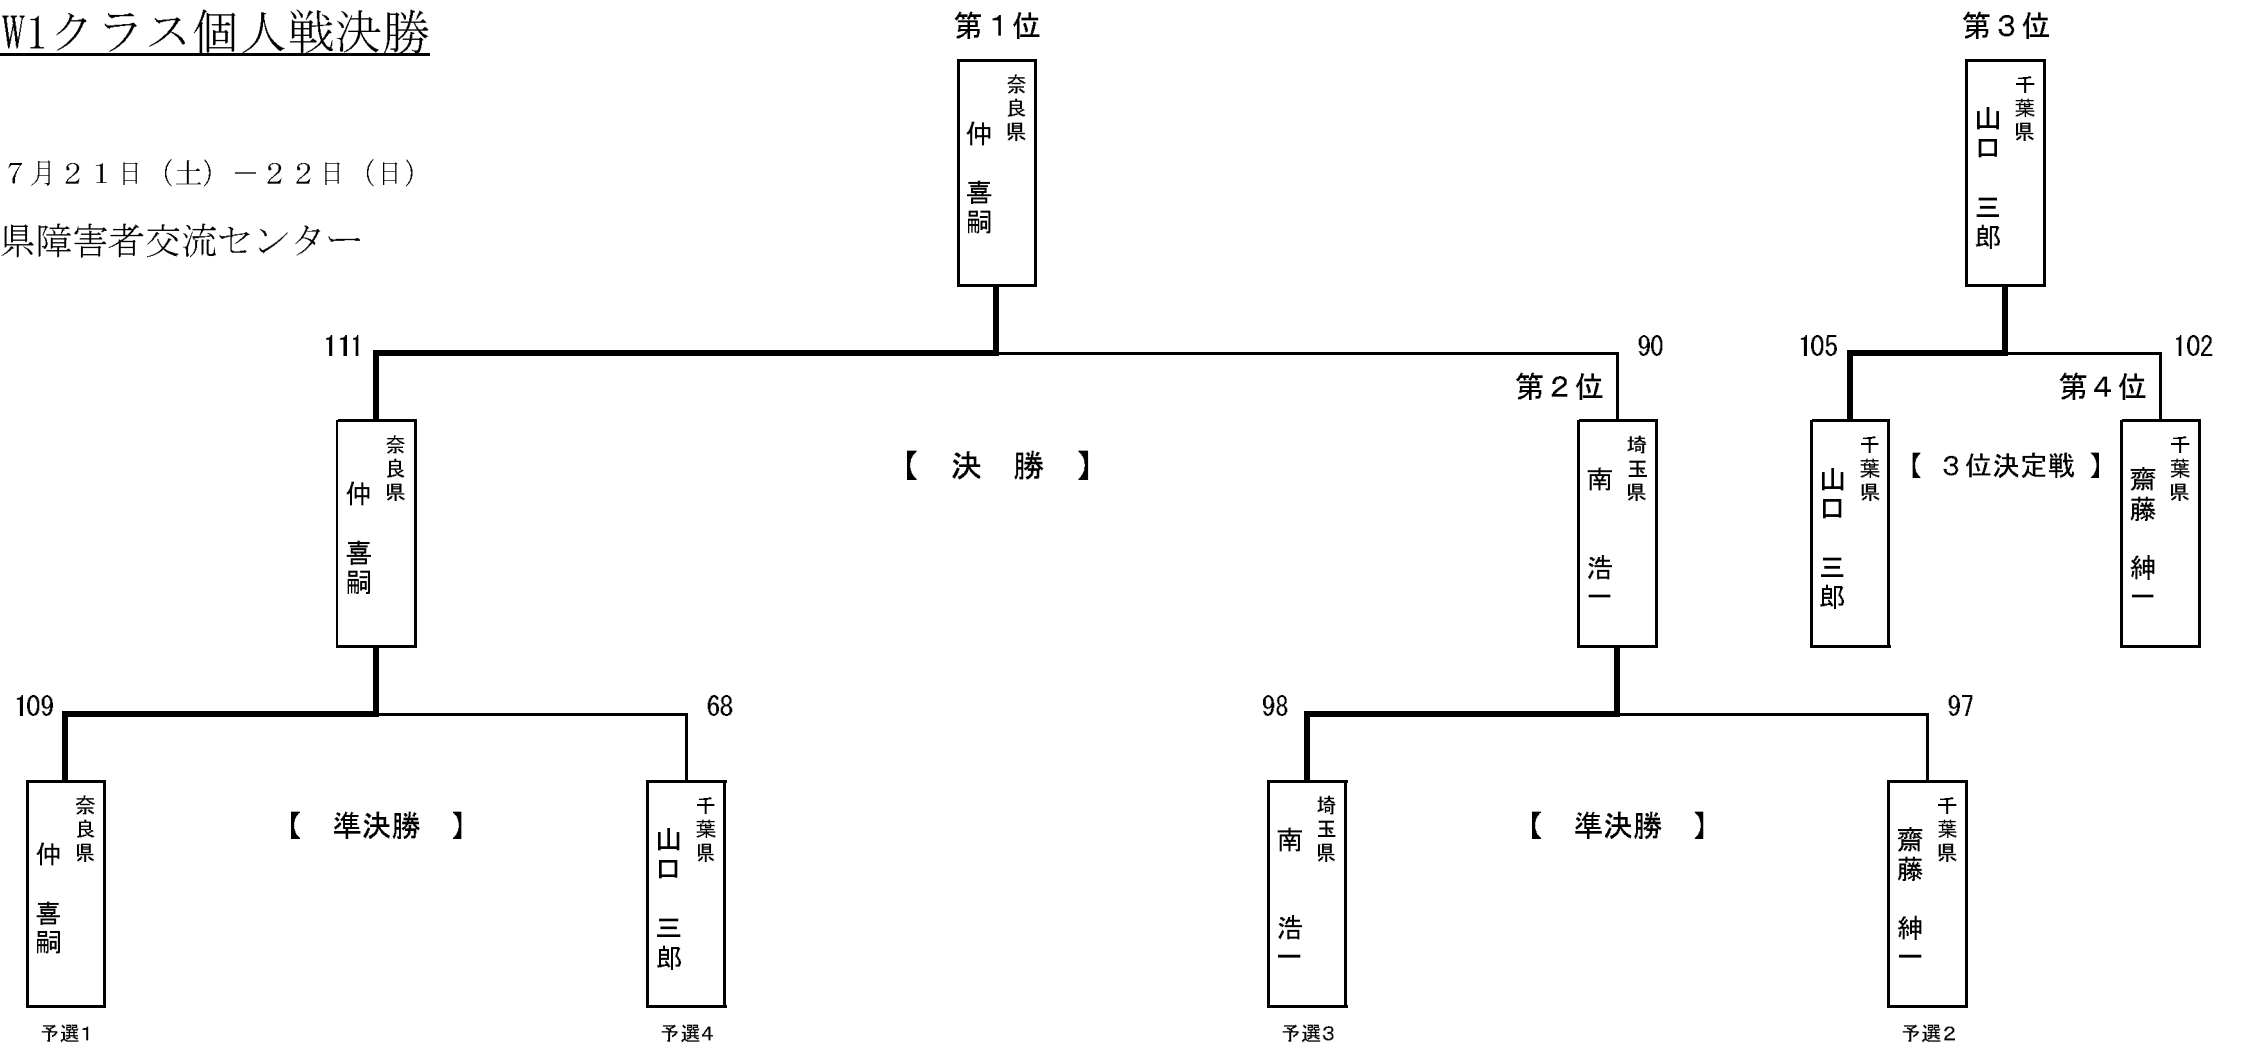 W1クラス個人戦決勝
第１位
第３位
奈良県
仲 喜嗣
千葉県
山口 三郎
７月２１日（土）－２２日（日）
県障害者交流センター
111
90
105
102
第２位
第４位
奈良県
仲 喜嗣
【 決 勝 】
埼玉県
南 浩一
千葉県
山口 三郎
【 ３位決定戦 】
千葉県
齋藤 紳一
109
68
98
97
奈良県
仲 喜嗣
【 準決勝 】
千葉県
山口 三郎
埼玉県
南 浩一
【 準決勝 】
千葉県
齋藤 紳一
予選1
予選4
予選3
予選2